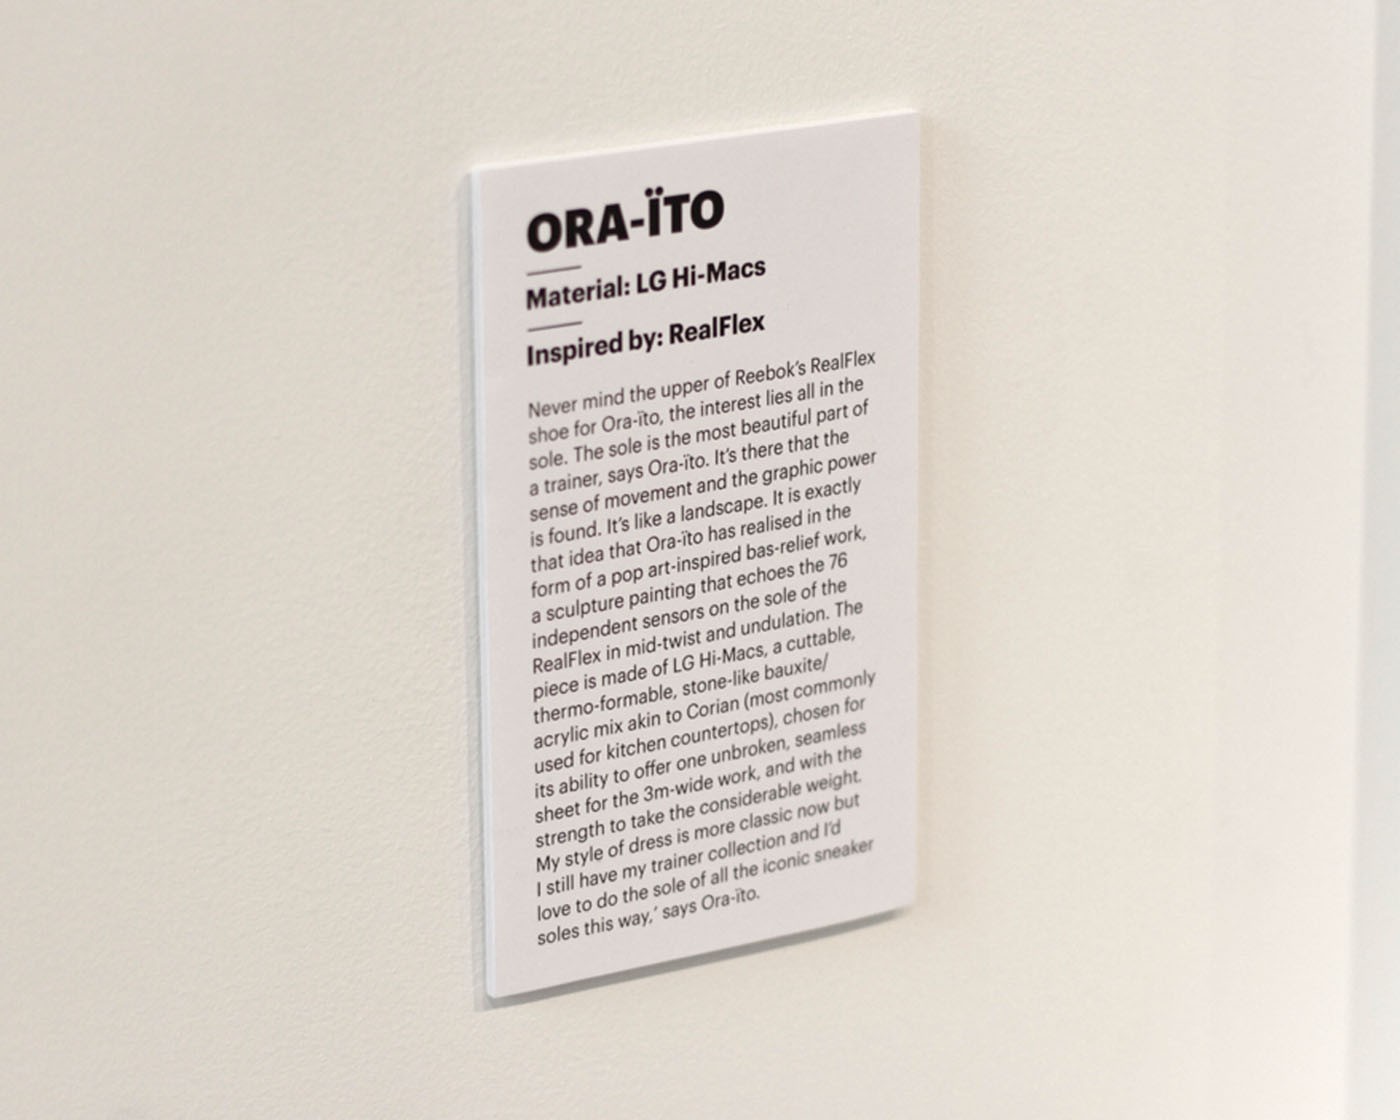 ORA-ÏTO
Material: LG Hi-Macs
Inspired by: RealFlex
Never mind the upper of Reebok's RealFlex
shoe for Ora-ïto, the interest lies all in the
sole. The sole is the most beautiful part of
a trainer, says Ora-ïto. It's there that the
sense of movement and the graphic power
is found. It's like a landscape. It is exactly
that idea that Ora-ïto has realised in the
form of a pop art-inspired bas-relief work,
a sculpture painting that echoes the 76
independent sensors on the sole of the
RealFlex in mid-twist and undulation. The
piece is made of LG Hi-Macs, a cuttable,
thermo-formable, stone-like bauxite/
acrylic mix akin to Corian (most commonly
used for kitchen countertops), chosen for
its ability to offer one unbroken, seamless
sheet for the 3m-wide work, and with the
strength to take the considerable weight.
My style of dress is more classic now but
I still have my trainer collection and I'd
love to do the sole of all the iconic sneaker
soles this way,' says Ora-ïto.